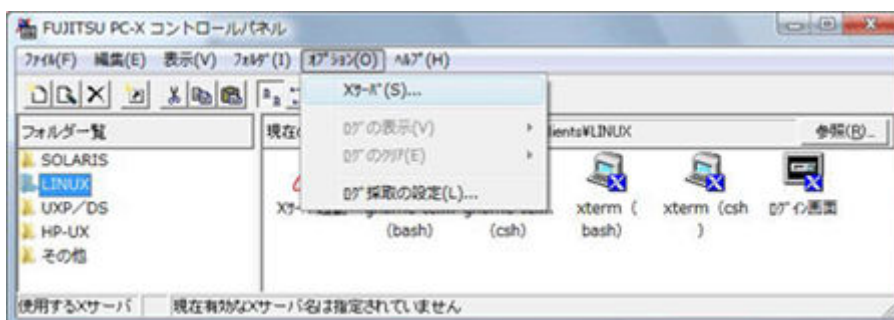 FUJITSU PC-X コントロールパネル
ファイル(F) 編集(E) 表示(V) フォルダ(I) オプション(O) ヘルプ(H)
Xサーバ(S)...
フォルダ一覧
現在
ients¥LINUX
参照(R)...
ログの表示(V)
ログのクリア(E)
ログ採取の設定(L)...
SOLARIS
LINUX
UXP/DS
HP-UX
その他
(bash)
(csh)
xterm (
bash)
xterm (csh
)
ログイン画面
使用するXサーバ
現在有効なXサーバ名は指定されていません